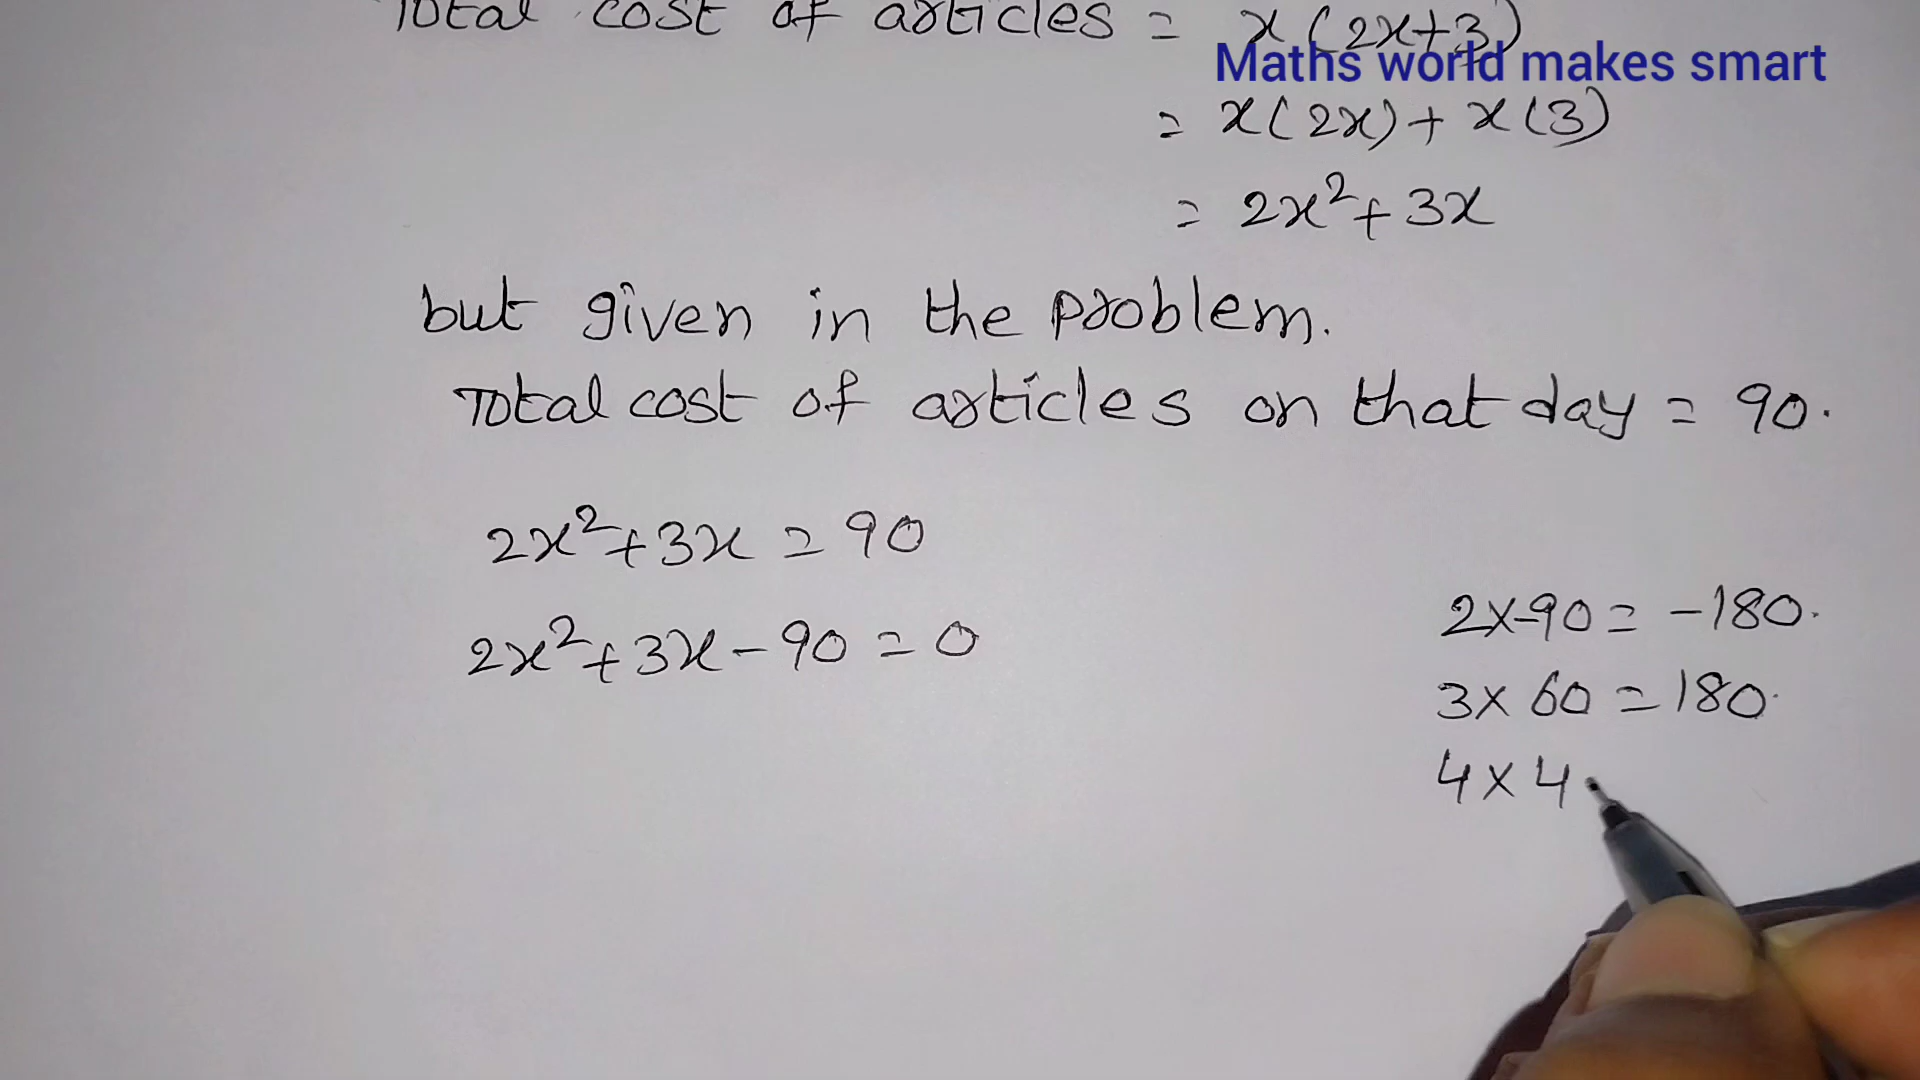 Total cost of articles = x(2x+3)
Maths world makes smart
= x(2x) + x(3)
= 2x² + 3x
but given in the problem.
Total cost of articles on that day = 90.
2x² + 3x = 90
2x² + 3x - 90 = 0
2x-90 = -180.
3x 60 = 180.
4x 4